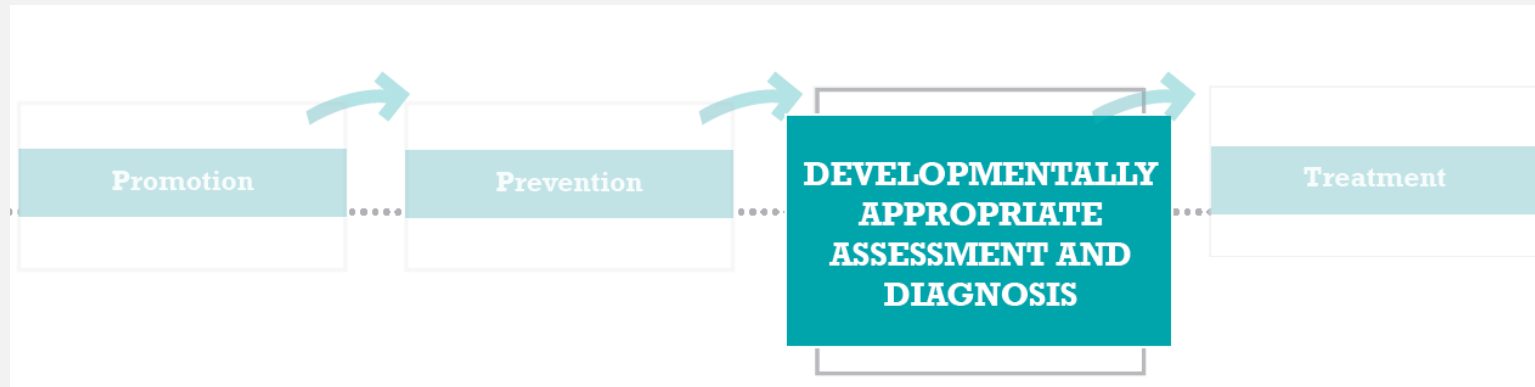 Promotion
Prevention
DEVELOPMENTALLY
APPROPRIATE
ASSESSMENT AND
DIAGNOSIS
Treatment